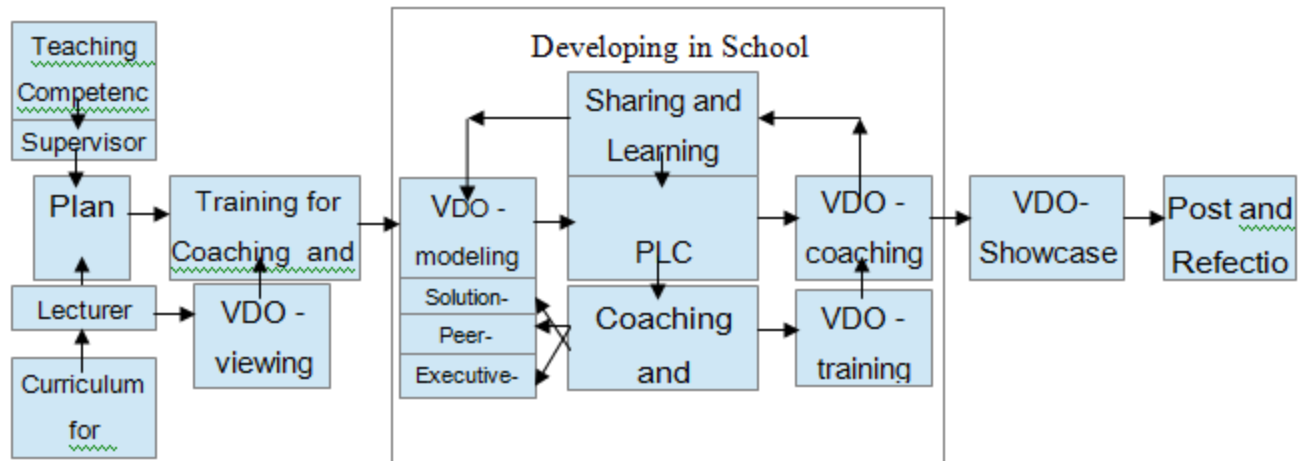 Developing in School
Teaching
Competenc
Supervisor
Plan
Lecturer
Curriculum
for
Training for
Coaching and
VDO -
viewing
Sharing and
Learning
VDO -
modeling
Solution-
Peer-
Executive-
PLC
Coaching
and
VDO -
coaching
VDO -
training
VDO-
Showcase
Post and
Refectio